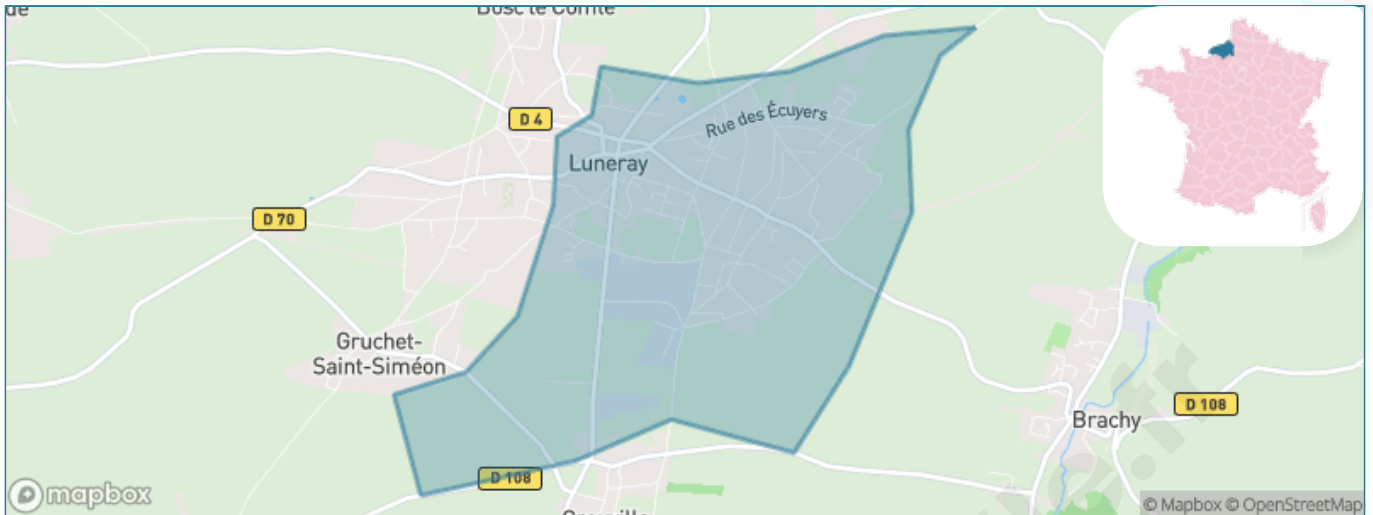 Bosc le Comte
D 4
Rue des Écuyers
Luneray
D 70
Gruchet-
Saint-Siméon
D 108
Brachy
D 108
mapbox
© Mapbox © OpenStreetMap